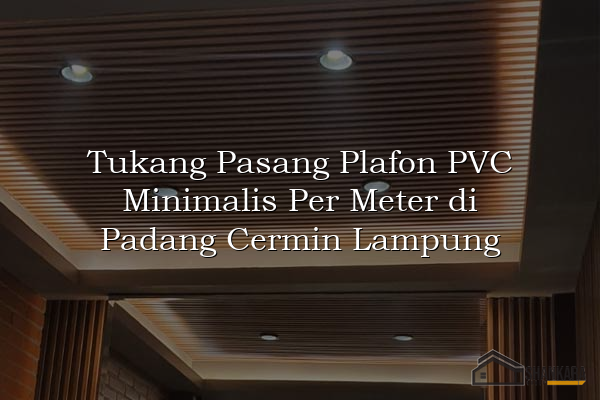 Tukang Pasang Plafon PVC
Minimalis Per Meter di
Padang Cermin Lampung